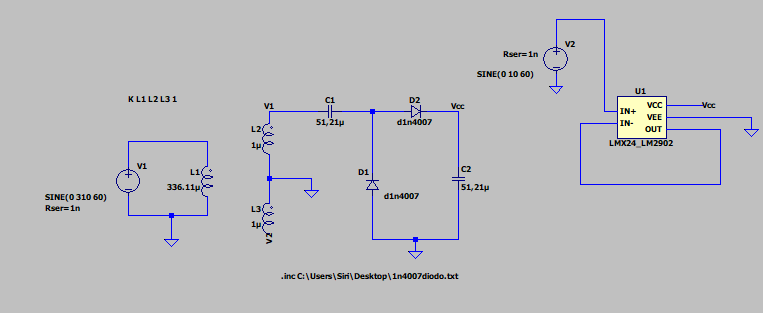 V2
Rser=1n
SINE(0 10 60)
U1
IN+
IN-
VCC
VEE
OUT
Vcc
LMX24_LM2902
K L1 L2 L3 1
V1
C1
51,21µ
D2
d1n4007
Vcc
L2
1µ
V1
L1
336.11µ
SINE(0 310 60)
Rser=1n
D1
d1n4007
C2
51,21µ
L3
1µ
V2
.inc C:\Users\Siri\Desktop\1n4007diodo.txt